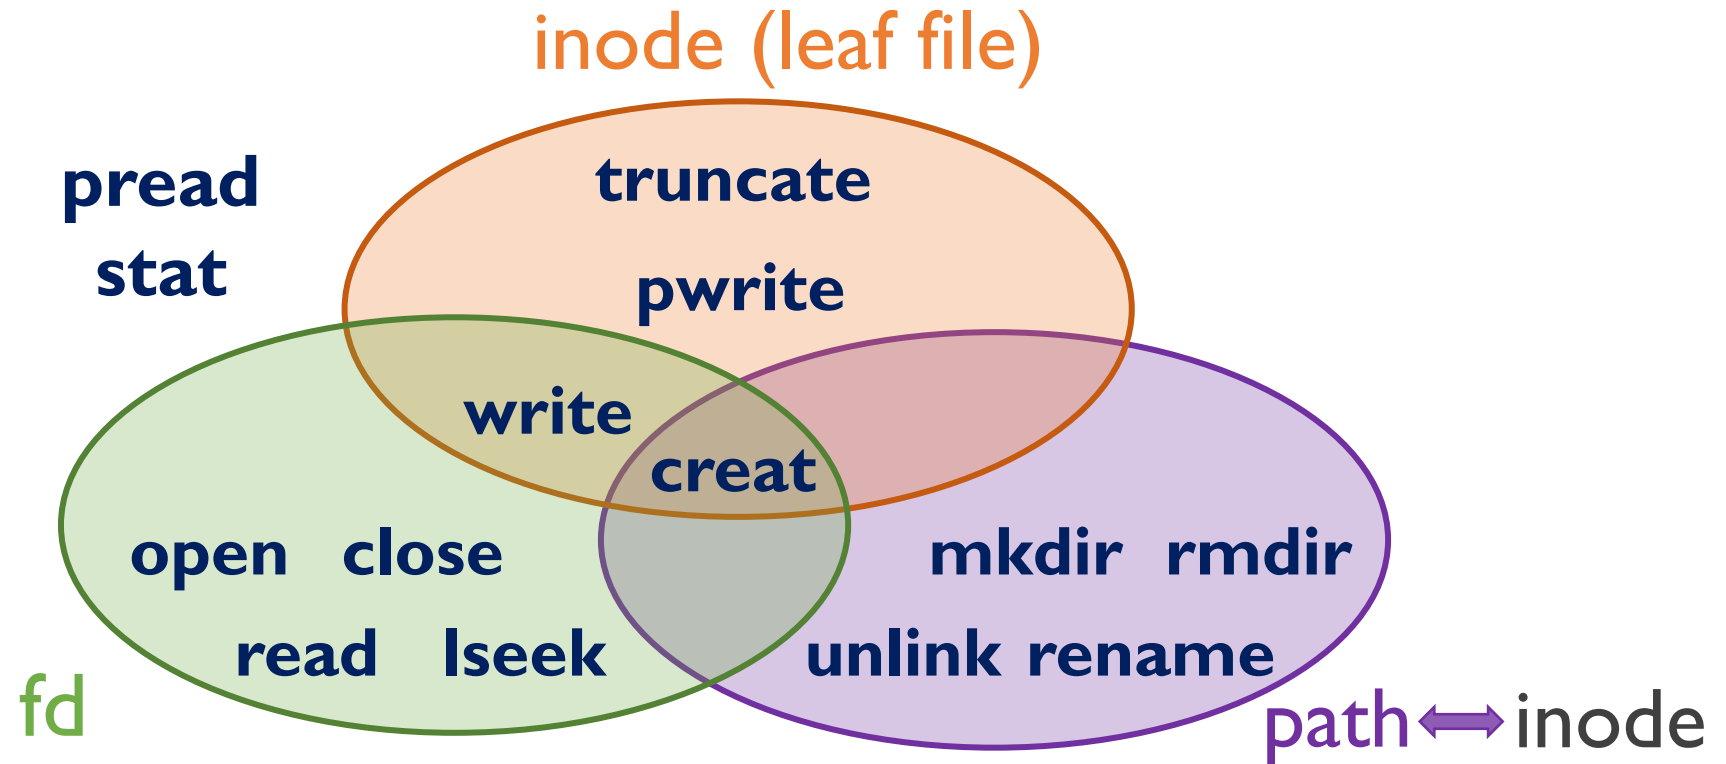 inode (leaf file)
pread
stat
truncate
pwrite
write
creat
open close
read lseek
mkdir rmdir
unlink rename
fd
path inode